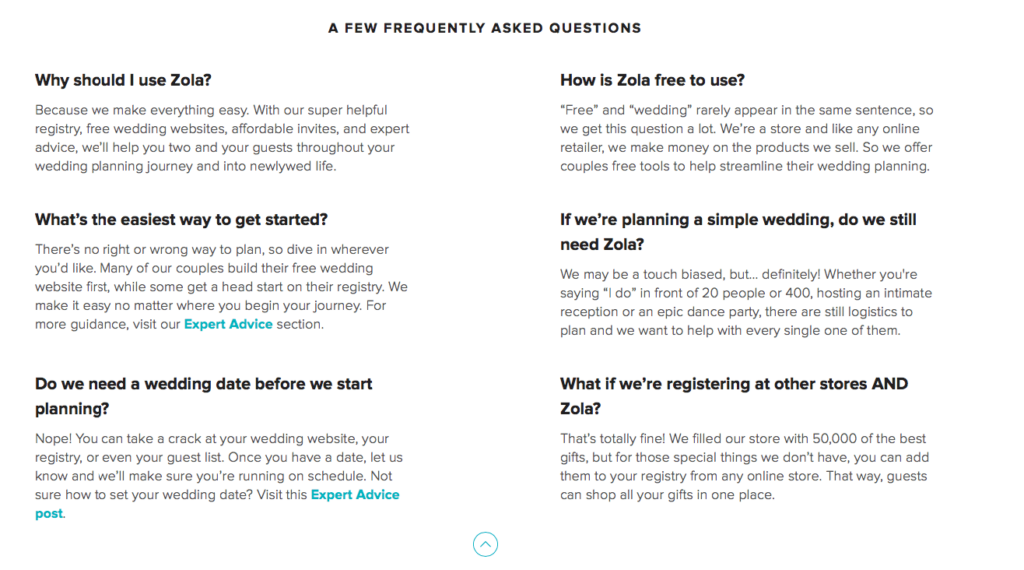 A FEW FREQUENTLY ASKED QUESTIONS
Why should I use Zola?
Because we make everything easy. With our super helpful
registry, free wedding websites, affordable invites, and expert
advice, we’ll help you two and your guests throughout your
wedding planning journey and into newlywed life.
How is Zola free to use?
“Free” and “wedding” rarely appear in the same sentence, so
we get this question a lot. We’re a store and like any online
retailer, we make money on the products we sell. So we offer
couples free tools to help streamline their wedding planning.
What’s the easiest way to get started?
There’s no right or wrong way to plan, so dive in wherever
you’d like. Many of our couples build their free wedding
website first, while some get a head start on their registry. We
make it easy no matter where you begin your journey. For
more guidance, visit our Expert Advice section.
If we’re planning a simple wedding, do we still
need Zola?
We may be a touch biased, but... definitely! Whether you're
saying “I do” in front of 20 people or 400, hosting an intimate
reception or an epic dance party, there are still logistics to
plan and we want to help with every single one of them.
Do we need a wedding date before we start
planning?
Nope! You can take a crack at your wedding website, your
registry, or even your guest list. Once you have a date, let us
know and we’ll make sure you’re running on schedule. Not
sure how to set your wedding date? Visit this Expert Advice
post.
What if we’re registering at other stores AND
Zola?
That’s totally fine! We filled our store with 50,000 of the best
gifts, but for those special things we don’t have, you can add
them to your registry from any online store. That way, guests
can shop all your gifts in one place.